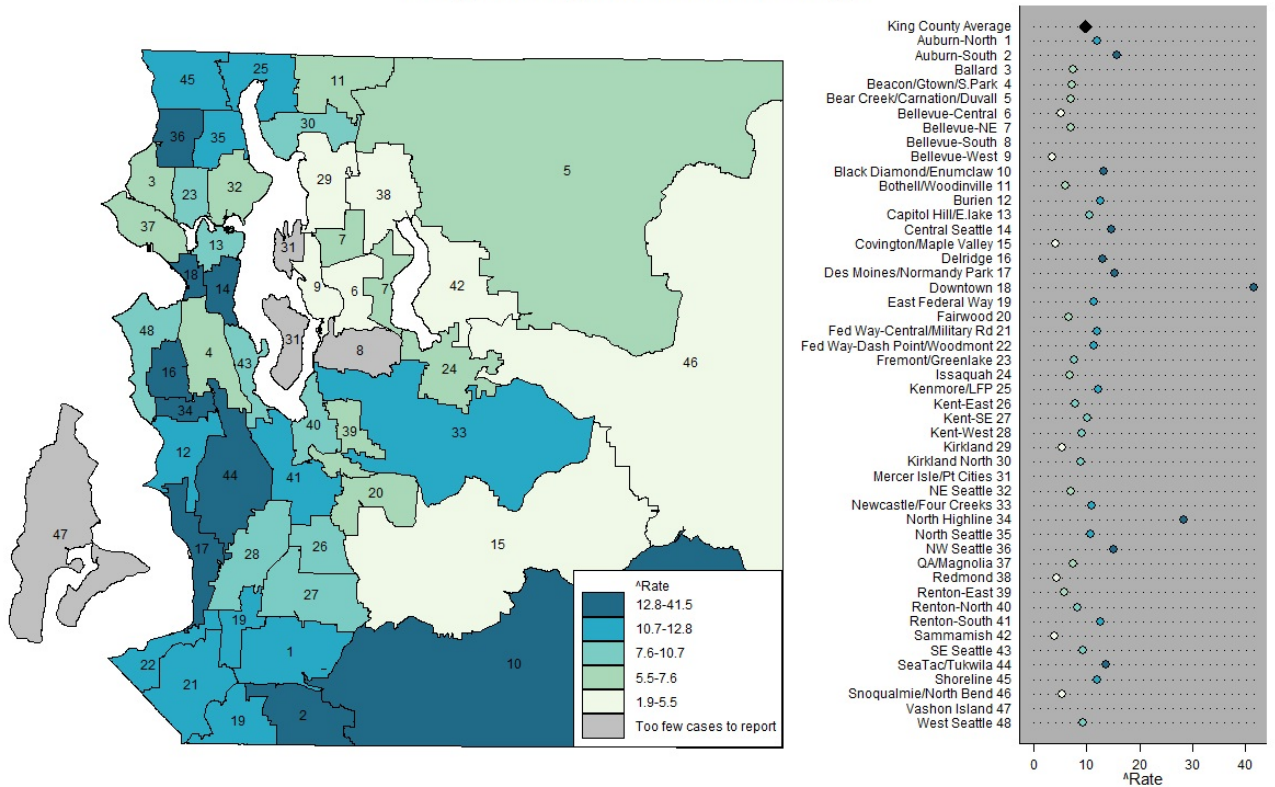 45
25
11
36
35
30
5
3
23
32
29
38
37
13
31
7
18
14
9
6
7
42
48
4
31
8
46
16
43
24
34
40
39
33
12
44
41
20
47
17
28
26
15
27
19
1
10
22
21
19
2
^Rate
12.8-41.5
10.7-12.8
7.6-10.7
5.5-7.6
1.9-5.5
Too few cases to report
King County Average
Auburn-North 1
Auburn-South 2
Ballard 3
Beacon/Gtown/S.Park 4
Bear Creek/Carnation/Duvall 5
Bellevue-Central 6
Bellevue-NE 7
Bellevue-South 8
Bellevue-West 9
Black Diamond/Enumclaw 10
Bothell/Woodinville 11
Burien 12
Capitol Hill/E.lake 13
Central Seattle 14
Covington/Maple Valley 15
Delridge 16
Des Moines/Normandy Park 17
Downtown 18
East Federal Way 19
Fairwood 20
Fed Way-Central/Military Rd 21
Fed Way-Dash Point/Woodmont 22
Fremont/Greenlake 23
Issaquah 24
Kenmore/LFP 25
Kent-East 26
Kent-SE 27
Kent-West 28
Kirkland 29
Kirkland North 30
Mercer Isle/Pt Cities 31
NE Seattle 32
Newcastle/Four Creeks 33
North Highline 34
North Seattle 35
NW Seattle 36
QA/Magnolia 37
Redmond 38
Renton-East 39
Renton-North 40
Renton-South 41
Sammamish 42
SE Seattle 43
SeaTac/Tukwila 44
Shoreline 45
Snoqualmie/North Bend 46
Vashon Island 47
West Seattle 48
0 10 20 30 40
^Rate